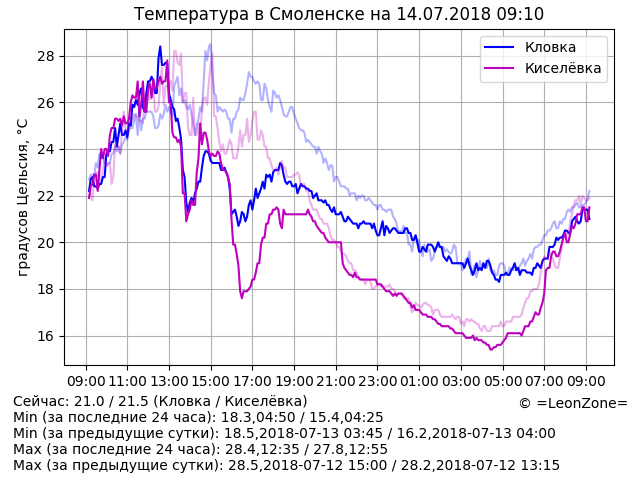 Температура в Смоленске на 14.07.2018 09:10
Кловка
Киселёвка
градусов Цельсия, °C
28
26
24
22
20
18
16
09:00 11:00 13:00 15:00 17:00 19:00 21:00 23:00 01:00 03:00 05:00 07:00 09:00
Сейчас: 21.0 / 21.5 (Кловка / Киселёвка)
© =LeonZone=
Min (за последние 24 часа): 18.3,04:50 / 15.4,04:25
Min (за предыдущие сутки): 18.5,2018-07-13 03:45 / 16.2,2018-07-13 04:00
Max (за последние 24 часа): 28.4,12:35 / 27.8,12:55
Max (за предыдущие сутки): 28.5,2018-07-12 15:00 / 28.2,2018-07-12 13:15